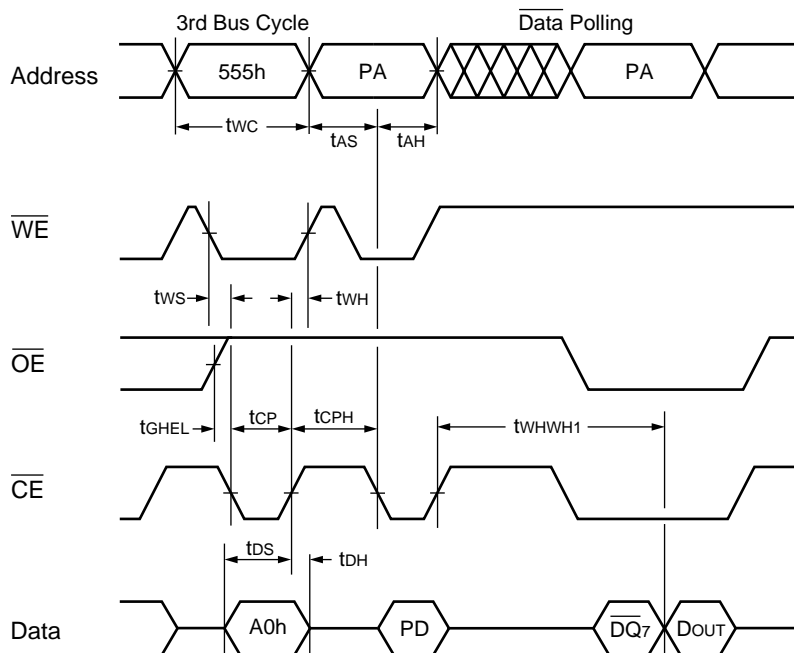 3rd Bus Cycle
Data Polling
Address
555h
PA
PA
tWC
tAS
tAH
WE
tWS
tWH
OE
tGHEL
tCP
tCPH
tWHWH1
CE
tDS
tDH
Data
A0h
PD
DQ7
DOUT